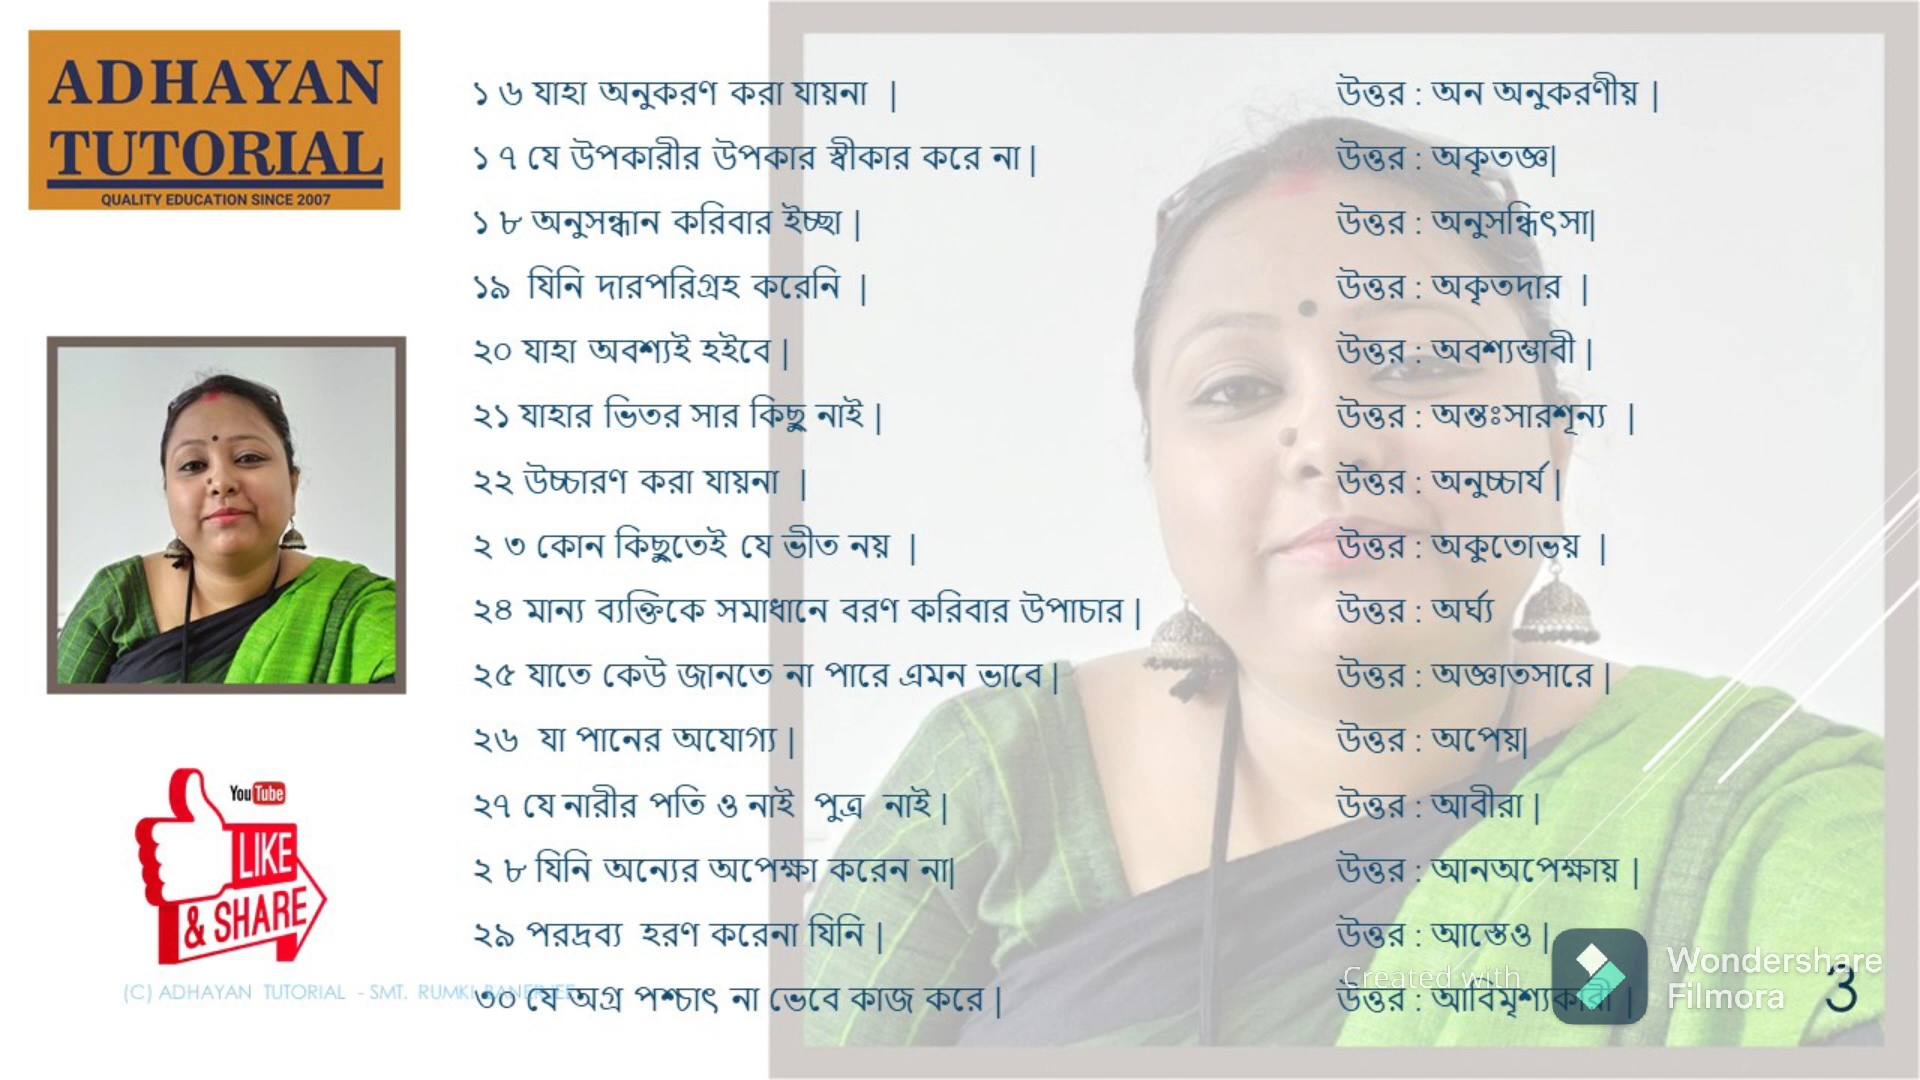 ADHAYAN
TUTORIAL
QUALITY EDUCATION SINCE 2007
১ ৬ যাহা অনুকরণ করা যায়না | উত্তর : অন অনুকরণীয় |
১ ৭ যে উপকারীর উপকার স্বীকার করে না | উত্তর : অকৃতজ্ঞ|
১ ৮ অনুসন্ধান করিবার ইচ্ছা | উত্তর : অনুসন্ধিৎসা|
১৯ যিনি দারপরিগ্রহ করেনি | উত্তর : অকৃতদার |
২০ যাহা অবশ্যই হইবে | উত্তর : অবশ্যম্ভাবী |
২১ যাহার ভিতর সার কিছু নাই | উত্তর : অন্তঃসারশূন্য |
২২ উচ্চারণ করা যায়না | উত্তর : অনুচ্চার্য |
২ ৩ কোন কিছুতেই যে ভীত নয় | উত্তর : অকুতোভয় |
২৪ মান্য ব্যক্তিকে সমাধানে বরণ করিবার উপাচার | উত্তর : অর্ঘ্য
২৫ যাতে কেউ জানতে না পারে এমন ভাবে | উত্তর : অজ্ঞাতসারে |
২৬ যা পানের অযোগ্য | উত্তর : অপেয়|
২৭ যে নারীর পতি ও নাই পুত্র নাই | উত্তর : আবীরা |
২ ৮ যিনি অন্যের অপেক্ষা করেন না| উত্তর : আনঅপেক্ষায় |
২৯ পরদ্রব্য হরণ করেনা যিনি | উত্তর : আস্তেও |
৩০ যে অগ্র পশ্চাৎ না ভেবে কাজ করে | উত্তর : আবিমৃশ্যকারী |
You Tube
LIKE
& SHARE
(C) ADHAYAN TUTORIAL - SMT. RUMKI BANERJEE
Created with
Wondershare
Filmora
3